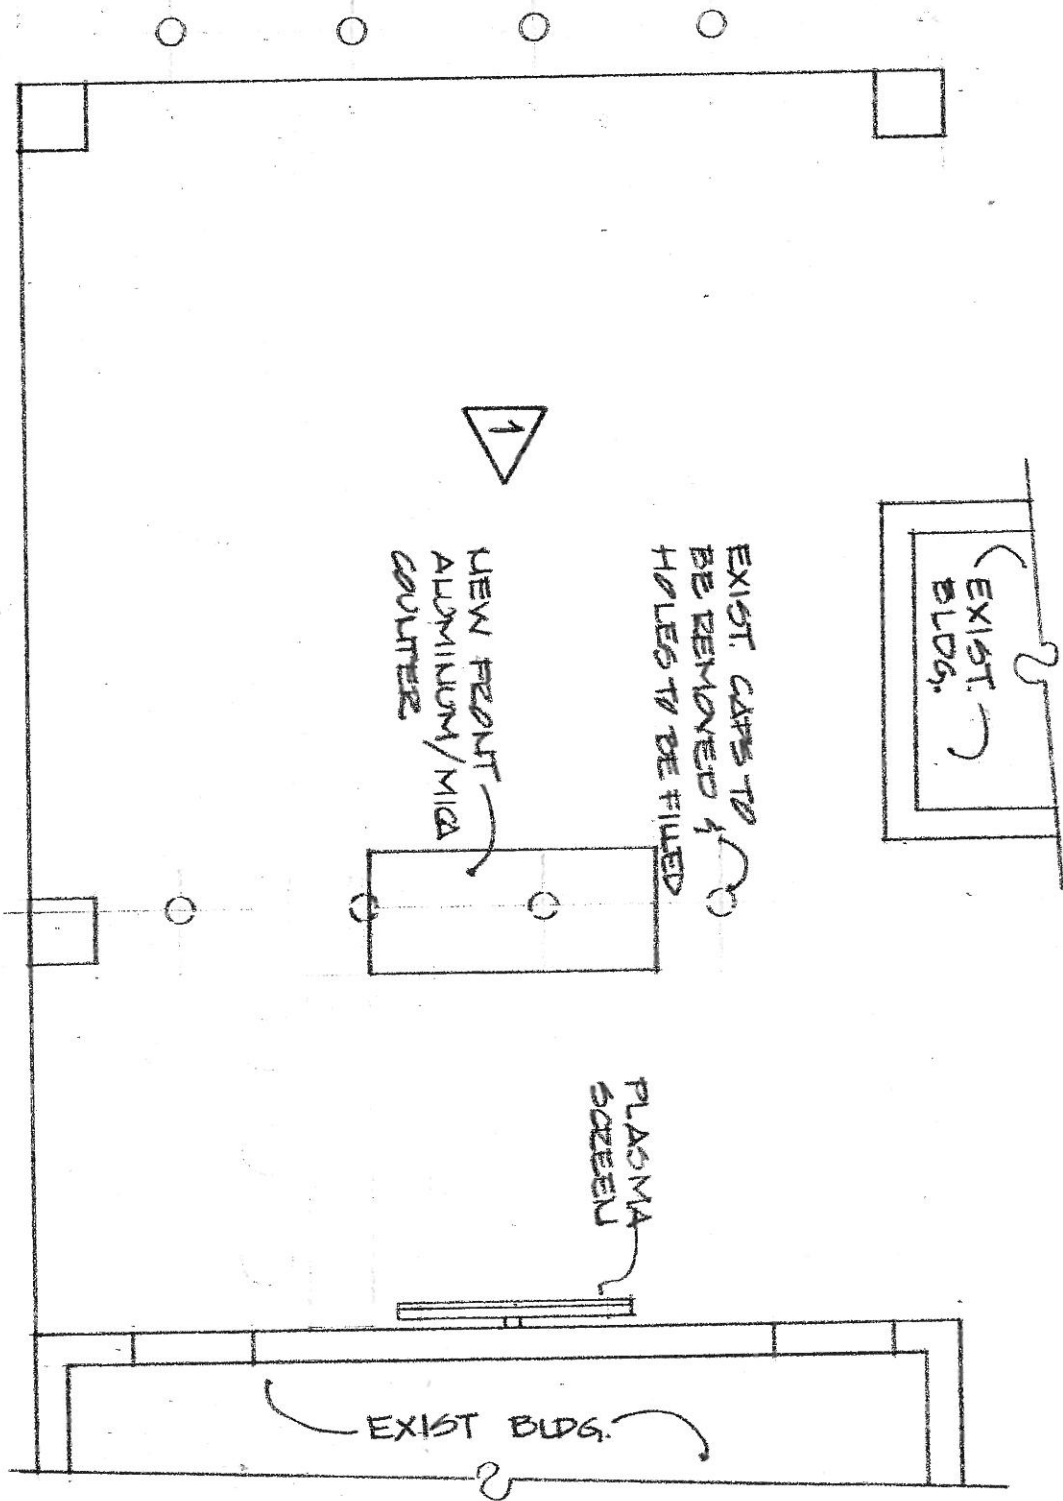 1
EXIST.
BLDG.
EXIST. CAPS TO
BE REMOVED &
HOLES TO BE FILLED
NEW FRONT
ALUMINUM/MICA
COUNTER
PLASMA
SCREEN
EXIST BLDG.